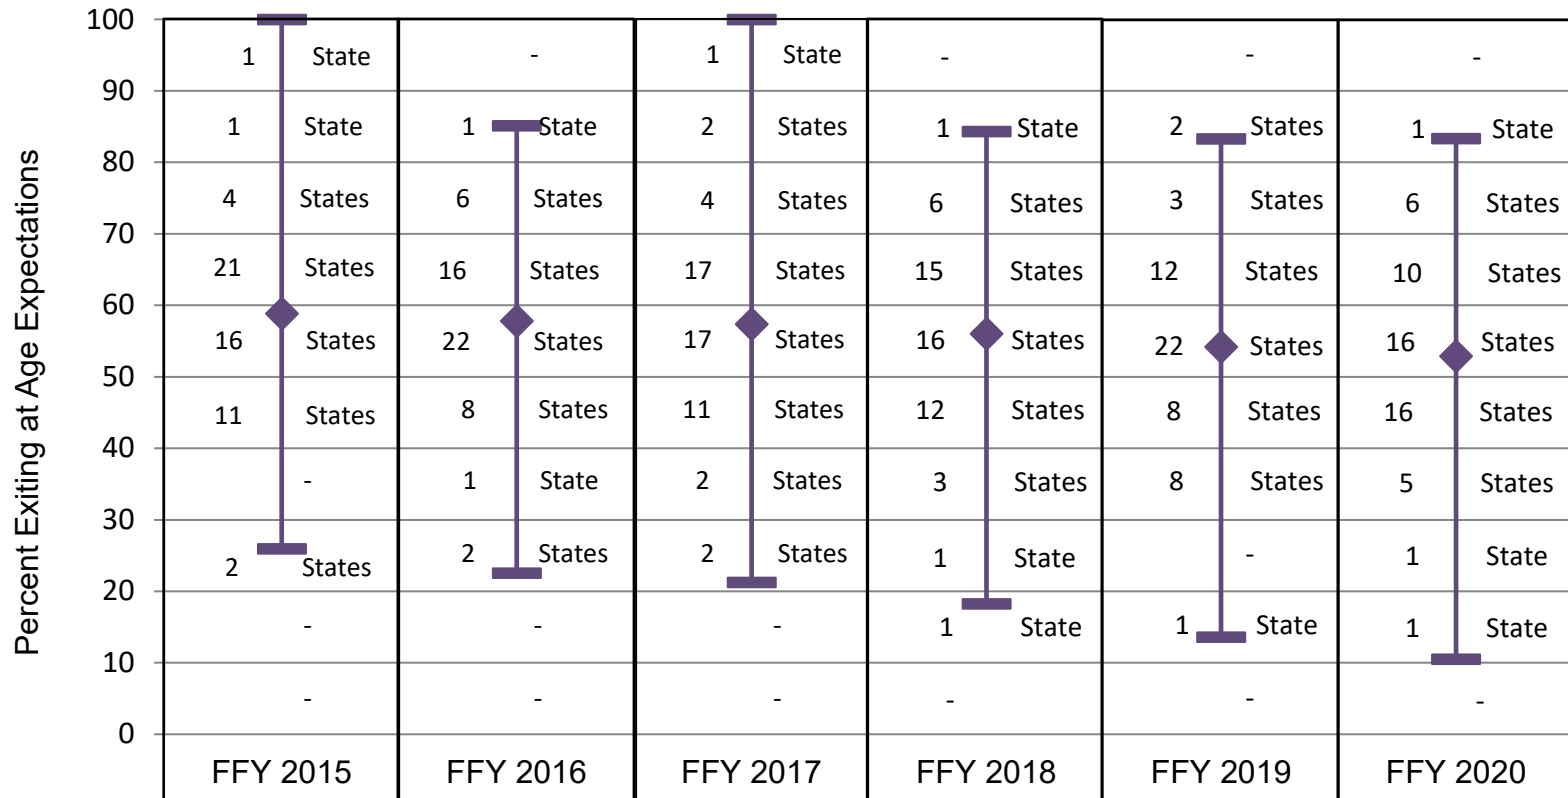 Percent Exiting at Age Expectations
100
1 State - 1 State - - -
90
1 State 1 State 2 States 1 State 2 States 1 State
80
4 States 6 States 4 States 6 States 3 States 6 States
70
21 States 16 States 17 States 15 States 12 States 10 States
60
16 States 22 States 17 States 16 States 22 States 16 States
50
11 States 8 States 11 States 12 States 8 States 16 States
40
- 1 State 2 States 3 States 8 States 5 States
30
2 States 2 States 2 States 1 State - 1 State
20
- - - 1 State 1 State 1 State
10
- - - - - -
0
FFY 2015 FFY 2016 FFY 2017 FFY 2018 FFY 2019 FFY 2020